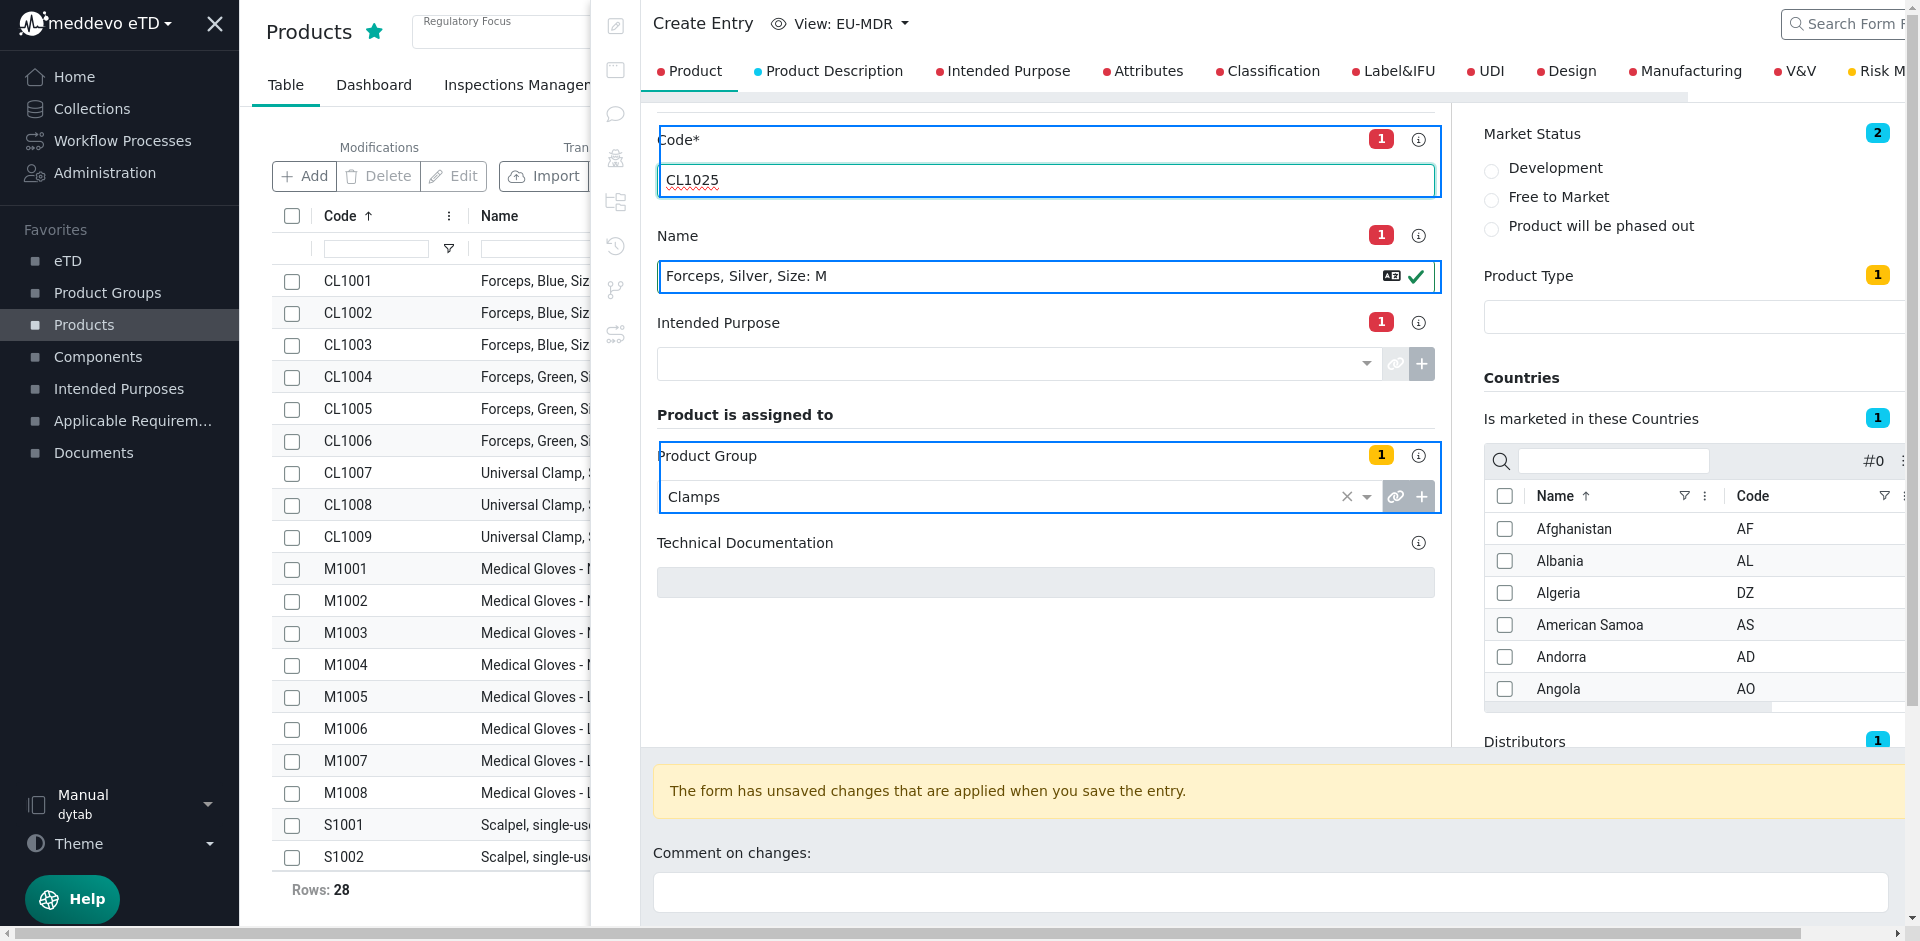 meddevo eTD
Home
Collections
Workflow Processes
Administration
Favorites
eTD
Product Groups
Products
Components
Intended Purposes
Applicable Requirem...
Documents
Manual
dytab
Theme
Help
Products
Regulatory Focus
Table
Dashboard
Inspections Manager
Modifications
Tran
Add
Delete
Edit
Import
Code
Name
CL1001 Forceps, Blue, Siz
CL1002 Forceps, Blue, Siz
CL1003 Forceps, Blue, Siz
CL1004 Forceps, Green, Si
CL1005 Forceps, Green, Si
CL1006 Forceps, Green, Si
CL1007 Universal Clamp,
CL1008 Universal Clamp,
CL1009 Universal Clamp,
M1001 Medical Gloves -
M1002 Medical Gloves -
M1003 Medical Gloves -
M1004 Medical Gloves -
M1005 Medical Gloves - L
M1006 Medical Gloves - L
M1007 Medical Gloves - L
M1008 Medical Gloves - L
S1001 Scalpel, single-us
S1002 Scalpel, single-us
Rows: 28
Create Entry
View: EU-MDR
Search Form F
Product
Product Description
Intended Purpose
Attributes
Classification
Label&IFU
UDI
Design
Manufacturing
V&V
Risk M
Code*
1
CL1025
Name
1
Forceps, Silver, Size: M
Intended Purpose
1
Product is assigned to
Product Group
1
Clamps
Technical Documentation
Market Status
2
Development
Free to Market
Product will be phased out
Product Type
1
Countries
Is marketed in these Countries
1
#0
Name
Code
Afghanistan AF
Albania AL
Algeria DZ
American Samoa AS
Andorra AD
Angola AO
Distributors
1
The form has unsaved changes that are applied when you save the entry.
Comment on changes: